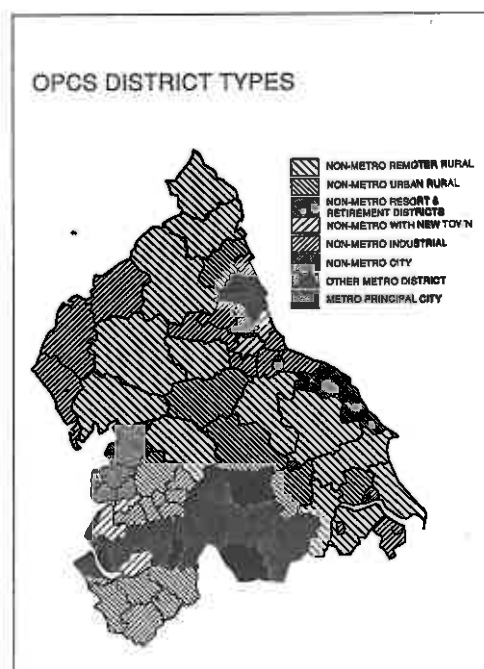 OPCS DISTRICT TYPES
NON-METRO REMOTER RURAL
NON-METRO URBAN RURAL
NON-METRO RESORT &
RETIREMENT DISTRICTS
NON-METRO WITH NEW TOWN
NON-METRO INDUSTRIAL
NON-METRO CITY
OTHER METRO DISTRICT
METRO PRINCIPAL CITY